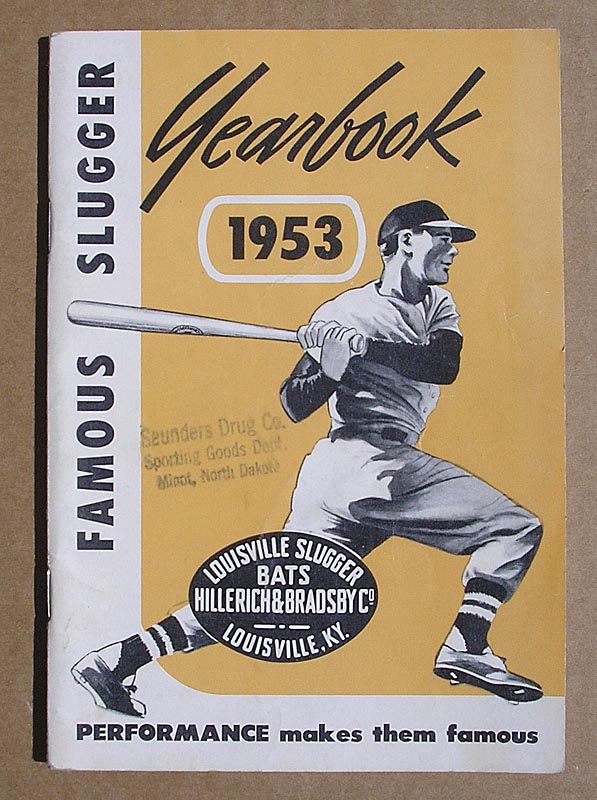 FAMOUS SLUGGER
Yearbook
1953
Saunders Drug Co.
Sporting Goods Dept.
Minot, North Dakota
LOUISVILLE SLUGGER
BATS
HILLERICH & BRADSBY Cº
LOUISVILLE, KY.
PERFORMANCE makes them famous